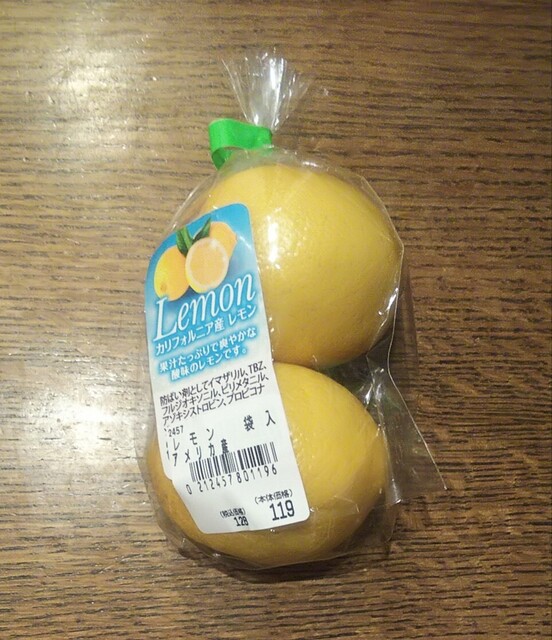 Lemon
カリフォルニア産 レモン
果汁たっぷりで爽やかな
酸味のレモンです。
防ばい剤としてイマザリル、TBZ、
フルジオキソニル、ピリメタニル、
アゾキシストロビン、プロピコナ
2457
レモン 袋入
アメリカ産
0 212457 801196
(税込価格) (本体価格)
128 119